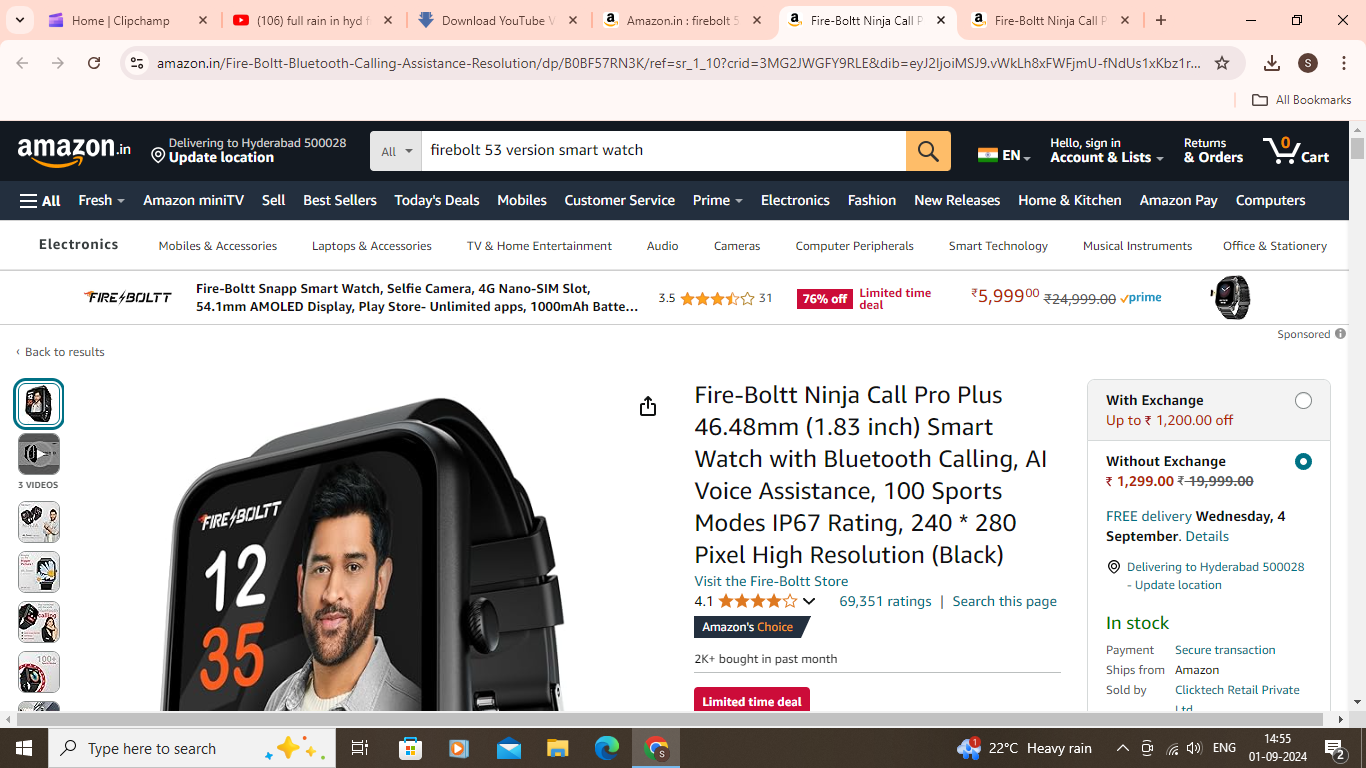 Home | Clipchamp
(106) full rain in hyd f
Download YouTube V
Amazon.in : firebolt 5
Fire-Boltt Ninja Call P
Fire-Boltt Ninja Call P
amazon.in/Fire-Boltt-Bluetooth-Calling-Assistance-Resolution/dp/B0BF57RN3K/ref=sr_1_10?crid=3MG2JWGFY9RLE&dib=eyJ2IjoiMSJ9.vWkLh8xFWFjmU-fNdUs1xKbz1r...
S
All Bookmarks
amazon.in
Delivering to Hyderabad 500028
Update location
All
firebolt 53 version smart watch
EN
Hello, sign in
Account & Lists
Returns
& Orders
0
Cart
All
Fresh
Amazon miniTV
Sell
Best Sellers
Today's Deals
Mobiles
Customer Service
Prime
Electronics
Fashion
New Releases
Home & Kitchen
Amazon Pay
Computers
Electronics
Mobiles & Accessories
Laptops & Accessories
TV & Home Entertainment
Audio
Cameras
Computer Peripherals
Smart Technology
Musical Instruments
Office & Stationery
FIRE BOLTT
Fire-Boltt Snapp Smart Watch, Selfie Camera, 4G Nano-SIM Slot,
54.1mm AMOLED Display, Play Store- Unlimited apps, 1000mAh Batte...
3.5
31
76% off
Limited time
deal
₹5,99900
₹24,999.00
prime
Sponsored
‹ Back to results
3 VIDEOS
100+
FIRE BOLTT
12
35
Fire-Boltt Ninja Call Pro Plus
46.48mm (1.83 inch) Smart
Watch with Bluetooth Calling, AI
Voice Assistance, 100 Sports
Modes IP67 Rating, 240 * 280
Pixel High Resolution (Black)
Visit the Fire-Boltt Store
4.1
69,351 ratings | Search this page
Amazon's Choice
2K+ bought in past month
Limited time deal
With Exchange
Up to ₹ 1,200.00 off
Without Exchange
₹ 1,299.00 ₹ 19,999.00
FREE delivery Wednesday, 4
September. Details
Delivering to Hyderabad 500028
- Update location
In stock
Payment Secure transaction
Ships from Amazon
Sold by Clicktech Retail Private
Ltd
Type here to search
S
1
22°C Heavy rain
ENG
14:55
01-09-2024
2